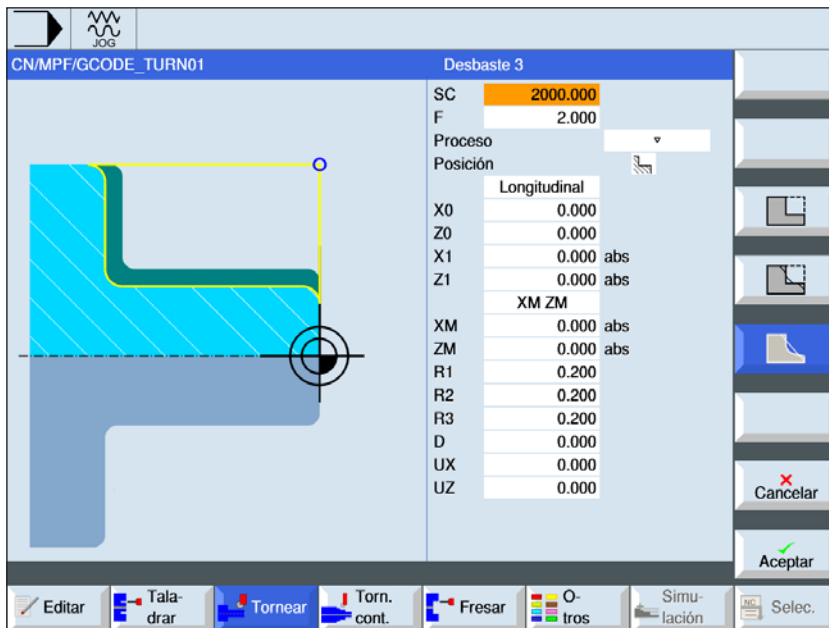 JOG
CN/MPF/GCODE_TURN01
Desbaste 3
SC 2000.000
F 2.000
Proceso ▿
Posición
Longitudinal
X0 0.000
Z0 0.000
X1 0.000 abs
Z1 0.000 abs
XM ZM
XM 0.000 abs
ZM 0.000 abs
R1 0.200
R2 0.200
R3 0.200
D 0.000
UX 0.000
UZ 0.000
Cancelar
Aceptar
Editar
Tala-
drar
Tornear
Torn.
cont.
Fresar
O-
tros
Simu-
lación
NC
Selec.